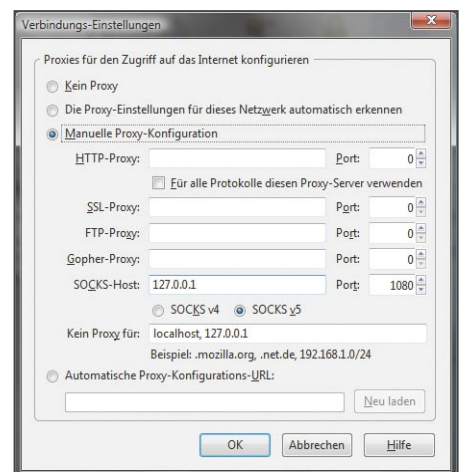 Verbindungs-Einstellungen
Proxies für den Zugriff auf das Internet konfigurieren
Kein Proxy
Die Proxy-Einstellungen für dieses Netzwerk automatisch erkennen
Manuelle Proxy-Konfiguration
HTTP-Proxy: Port: 0
Für alle Protokolle diesen Proxy-Server verwenden
SSL-Proxy: Port: 0
FTP-Proxy: Port: 0
Gopher-Proxy: Port: 0
SOCKS-Host: 127.0.0.1 Port: 1080
SOCKS v4 SOCKS v5
Kein Proxy für: localhost, 127.0.0.1
Beispiel: .mozilla.org, .net.de, 192.168.1.0/24
Automatische Proxy-Konfigurations-URL:
Neu laden
OK Abbrechen Hilfe